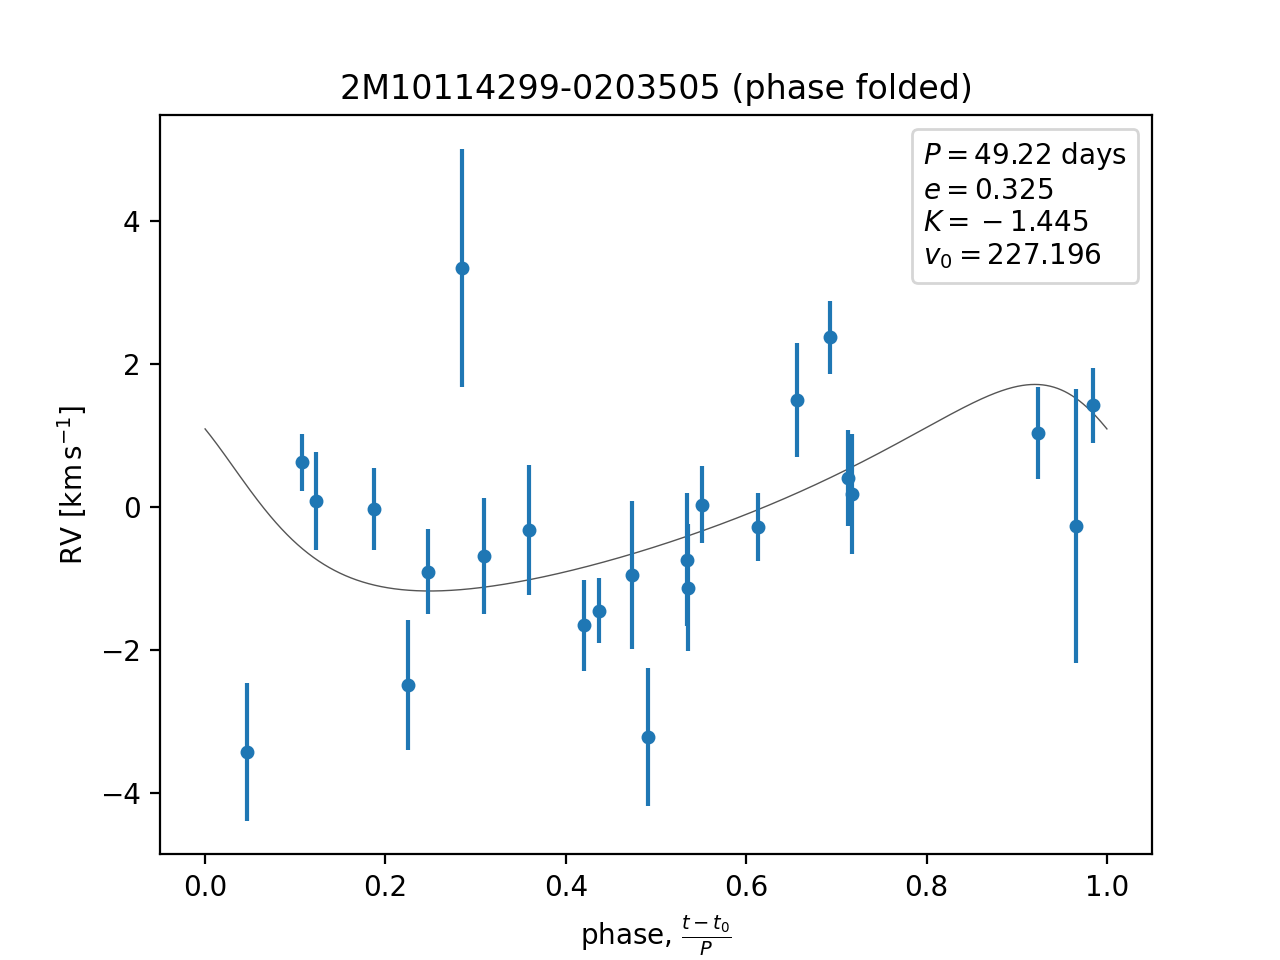 2M10114299-0203505 (phase folded)
P = 49.22 days
e = 0.325
K = −1.445
v₀ = 227.196
RV [km s⁻¹]
4
2
0
−2
−4
0.0 0.2 0.4 0.6 0.8 1.0
phase, (t − t₀)/P